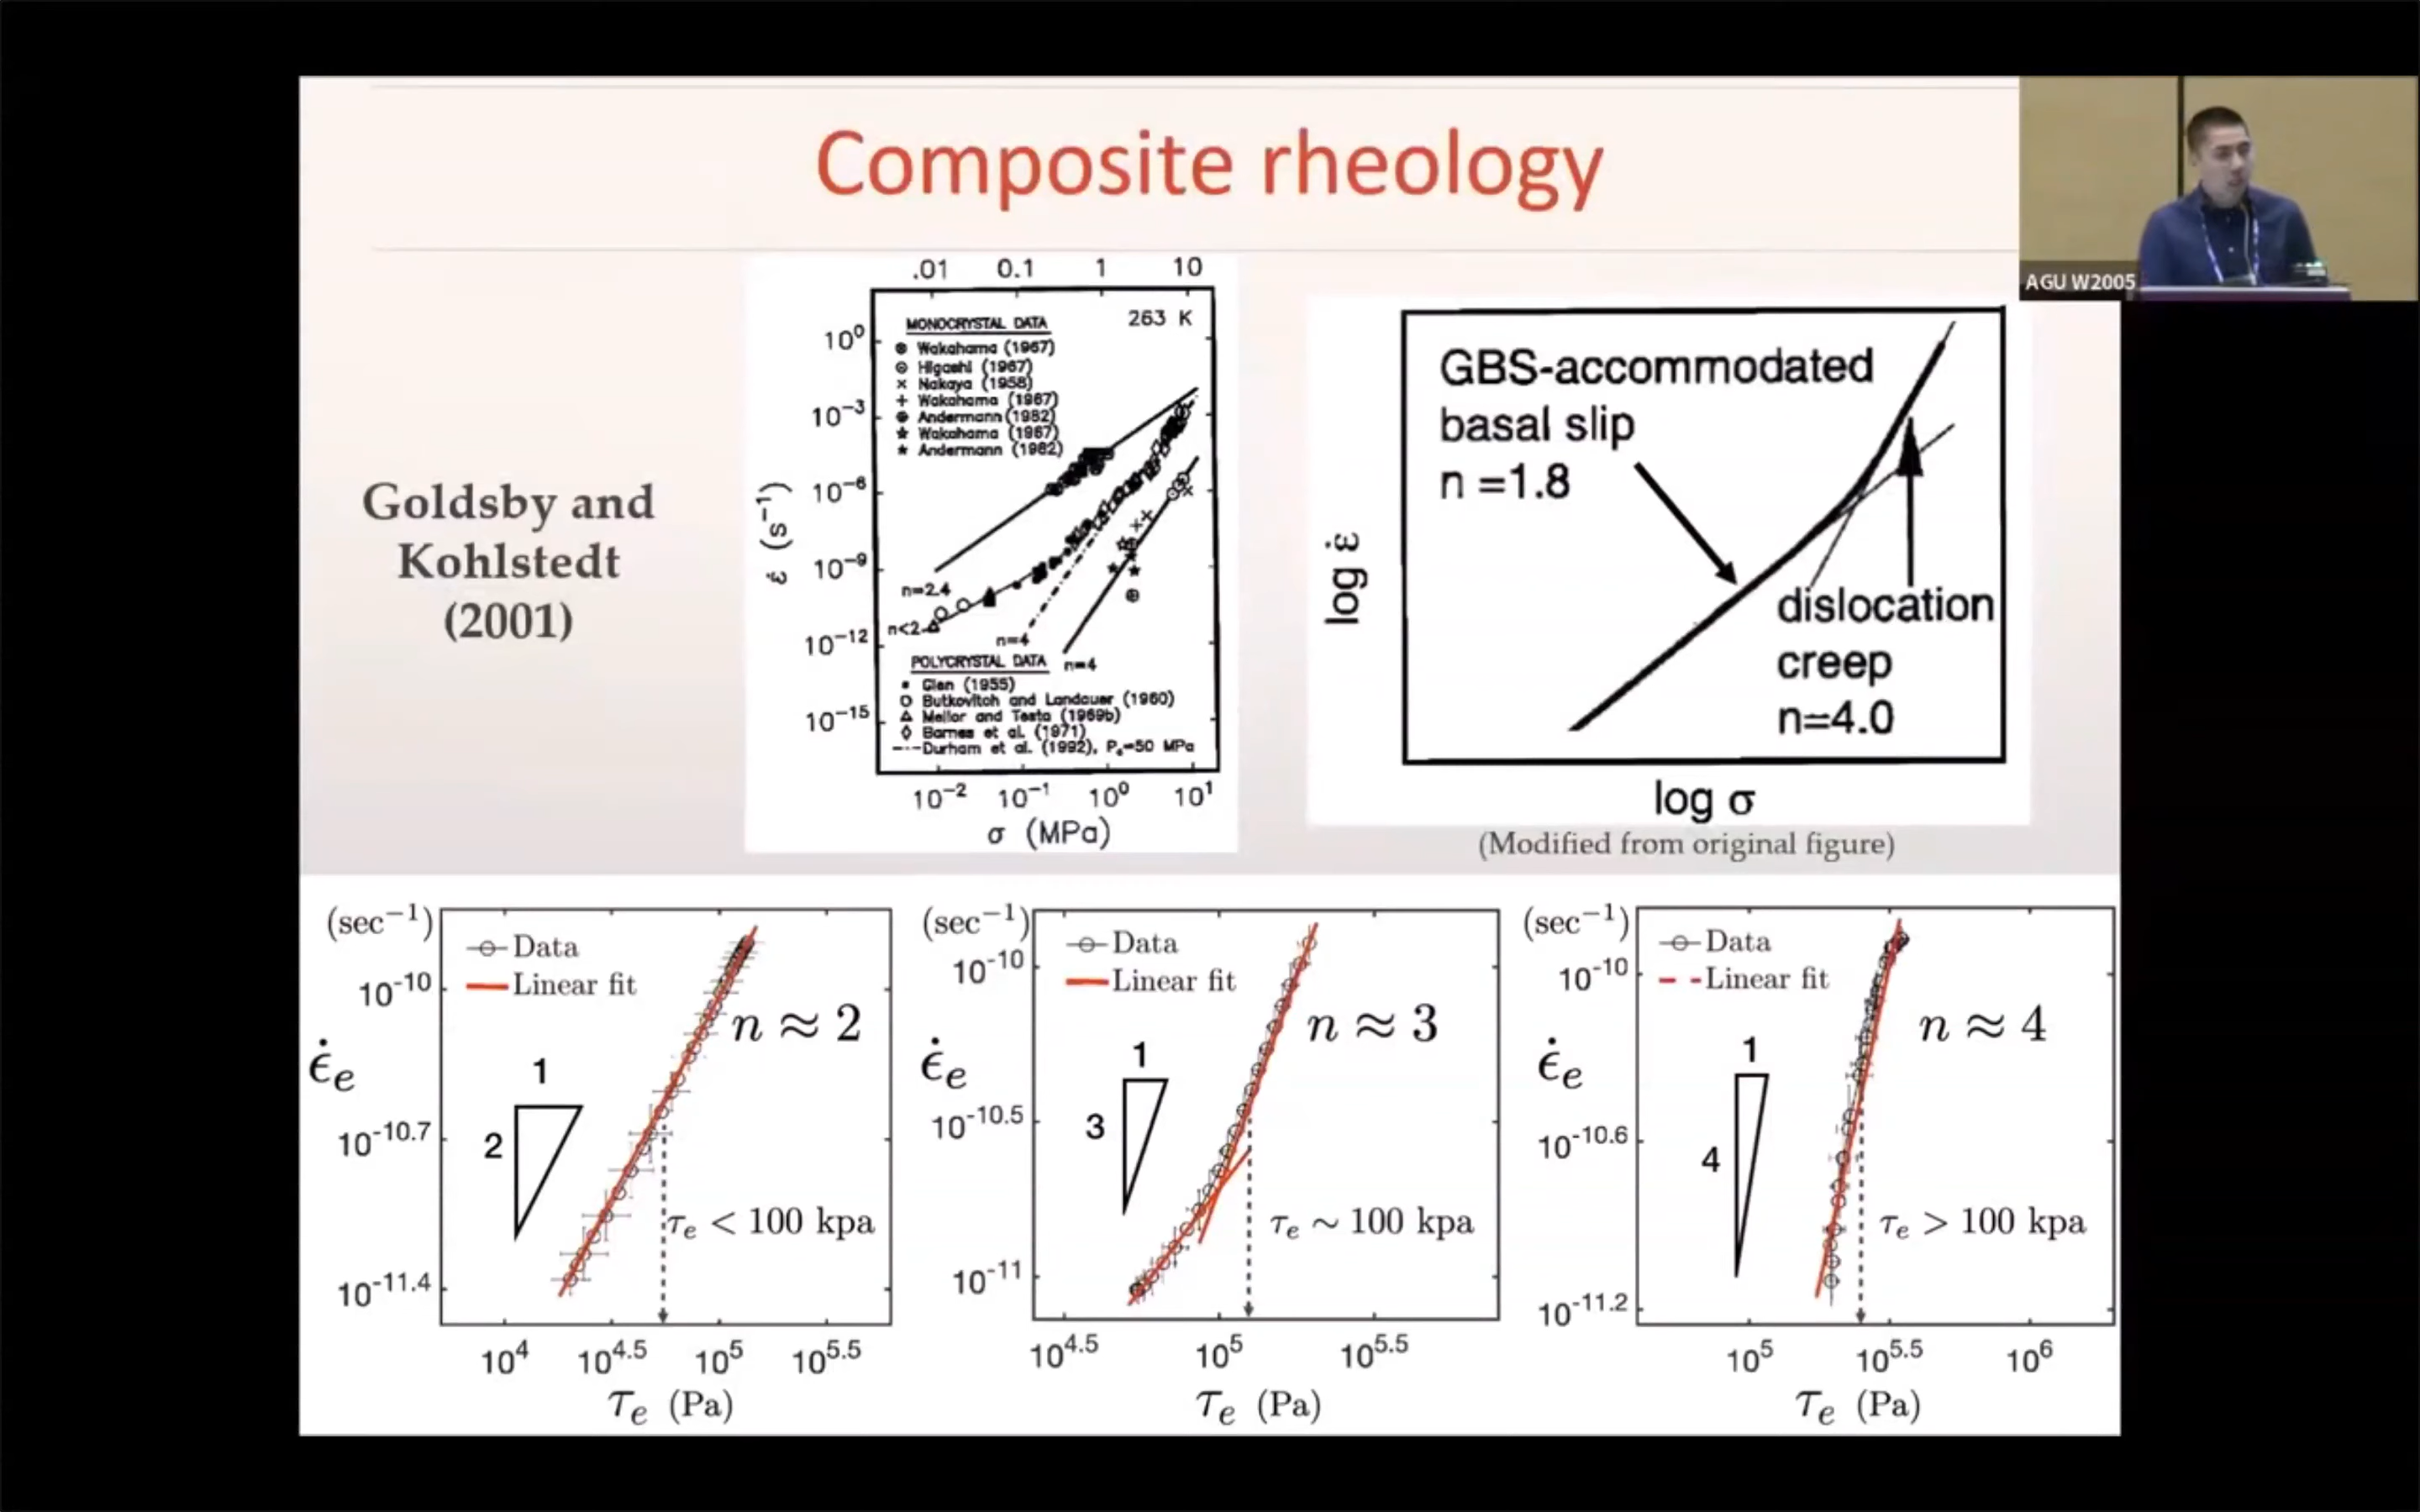 Composite rheology
AGU W2005
Goldsby and
Kohlstedt
(2001)
.01 0.1 1 10
263 K
MONOCRYSTAL DATA
Wakahama (1967)
Higashi (1967)
Nakaya (1958)
Wakahama (1967)
Andermann (1982)
Wakahama (1967)
Andermann (1982)
10⁰
10⁻³
10⁻⁶
10⁻⁹
10⁻¹²
10⁻¹⁵
ε̇ (s⁻¹)
n=2.4
n<2
n=4
n=4
POLYCRYSTAL DATA
Glen (1955)
Butkovitch and Landauer (1960)
Mellor and Testa (1969b)
Barnes et al. (1971)
Durham et al. (1992), P꜀=50 MPa
10⁻² 10⁻¹ 10⁰ 10¹
σ (MPa)
GBS-accommodated
basal slip
n =1.8
dislocation
creep
n=4.0
log ε̇
log σ
(Modified from original figure)
(sec⁻¹)
Data
Linear fit
n ≈ 2
10⁻¹⁰
10⁻¹⁰·⁷
10⁻¹¹·⁴
ε̇ₑ
1
2
τₑ < 100 kpa
10⁴ 10⁴·⁵ 10⁵ 10⁵·⁵
τₑ (Pa)
(sec⁻¹)
Data
Linear fit
n ≈ 3
10⁻¹⁰
10⁻¹⁰·⁵
10⁻¹¹
ε̇ₑ
1
3
τₑ ∼ 100 kpa
10⁴·⁵ 10⁵ 10⁵·⁵
τₑ (Pa)
(sec⁻¹)
Data
Linear fit
n ≈ 4
10⁻¹⁰
10⁻¹⁰·⁶
10⁻¹¹·²
ε̇ₑ
1
4
τₑ > 100 kpa
10⁵ 10⁵·⁵ 10⁶
τₑ (Pa)